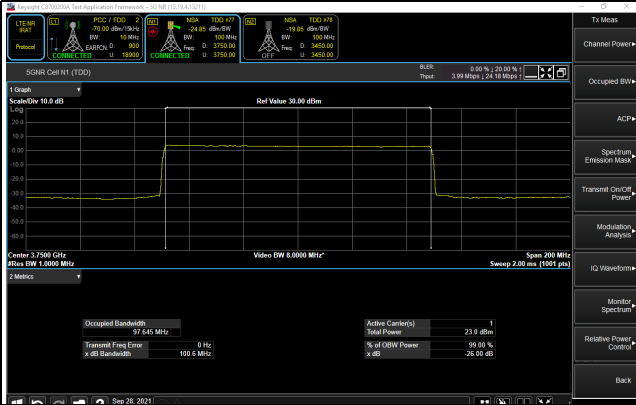 Keysight C8700200A Test Application Framework – 5G NR (15.19.4.13211)
LTE-NR IRAT
Protocol
L1 PCC / FDD 2
-70.00 dBm/15kHz
BW: 10 MHz
EARFCN: D: 900
U: 18900
CONNECTED
N1 NSA TDD n77
-24.85 dBm/BW
BW: 100 MHz
Freq: D: 3750.00
U: 3750.00
CONNECTED
N2 NSA TDD n78
-19.85 dBm/BW
BW: 100 MHz
Freq: D: 3450.00
U: 3450.00
OFF
5GNR Cell N1 (TDD)
BLER: 0.00 % ↓ 20.00 % ↑
Thput: 3.99 Mbps ↓ 24.18 Mbps ↑
1 Graph
Scale/Div 10.0 dB
Ref Value 30.00 dBm
Log
20.0
10.0
0.00
-10.0
-20.0
-30.0
-40.0
-50.0
-60.0
Center 3.7500 GHz
Video BW 8.0000 MHz*
Span 200 MHz
#Res BW 1.0000 MHz
Sweep 2.00 ms (1001 pts)
2 Metrics
Occupied Bandwidth
97.645 MHz
Transmit Freq Error 0 Hz
x dB Bandwidth 100.6 MHz
Active Carrier(s) 1
Total Power 23.0 dBm
% of OBW Power 99.00 %
x dB -26.00 dB
Sep 28, 2021
Tx Meas
Channel Power
Occupied BW
ACP
Spectrum Emission Mask
Transmit On/Off Power
Modulation Analysis
IQ Waveform
Monitor Spectrum
Relative Power Control
Back